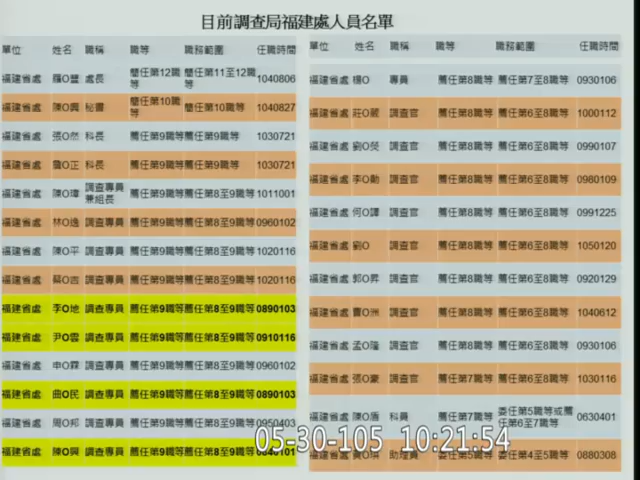 目前調查局福建處人員名單
單位 姓名 職稱 職等 職務範圍 任職時間
福建省處 羅O豐 處長 簡任第12職等 簡任第11至12職等 1040806
福建省處 陳O興 秘書 簡任第10職等 簡任第10職等 1040827
福建省處 張O然 科長 薦任第9職等 薦任第9職等 1030721
福建省處 詹O正 科長 薦任第9職等 薦任第9職等 1030721
福建省處 陳O瑋 調查專員兼組長 薦任第9職等 薦任第8至9職等 1011001
福建省處 林O逸 調查專員 薦任第9職等 薦任第8至9職等 0960102
福建省處 陳O平 調查專員 薦任第9職等 薦任第8至9職等 1020116
福建省處 蔡O吉 調查專員 薦任第9職等 薦任第8至9職等 1020116
福建省處 李O地 調查專員 薦任第9職等 薦任第8至9職等 0890103
福建省處 尹O雲 調查專員 薦任第9職等 薦任第8至9職等 0910116
福建省處 申O霖 調查專員 薦任第9職等 薦任第8至9職等 0960102
福建省處 曲O民 調查專員 薦任第9職等 薦任第8至9職等 0890103
福建省處 周O邦 調查專員 薦任第9職等 薦任第8至9職等 0950403
福建省處 陳O興 調查專員 薦任第9職等 薦任第8至9職等 0840101
單位 姓名 職稱 職等 職務範圍 任職時間
福建省處 楊O 專員 薦任第8職等 薦任第7至8職等 0930106
福建省處 莊O葳 調查官 薦任第8職等 薦任第6至8職等 1000112
福建省處 劉O熒 調查官 薦任第8職等 薦任第6至8職等 0990107
福建省處 李O勳 調查官 薦任第8職等 薦任第6至8職等 0980109
福建省處 何O譚 調查官 薦任第8職等 薦任第6至8職等 0991225
福建省處 劉O 調查官 薦任第8職等 薦任第6至8職等 1050120
福建省處 郭O昇 調查官 薦任第8職等 薦任第6至8職等 0920129
福建省處 曹O洲 調查官 薦任第8職等 薦任第6至8職等 1040612
福建省處 孟O隆 調查官 薦任第8職等 薦任第6至8職等 0930106
福建省處 張O豪 調查官 薦任第7職等 薦任第6至8職等 1030116
福建省處 陳O盾 科員 薦任第7職等 委任第5職等或薦任第6至7職等 0630401
福建省處 黃O琪 助理員 委任第5職等 委任第4至5職等 0880308
05-30-105 10:21:54